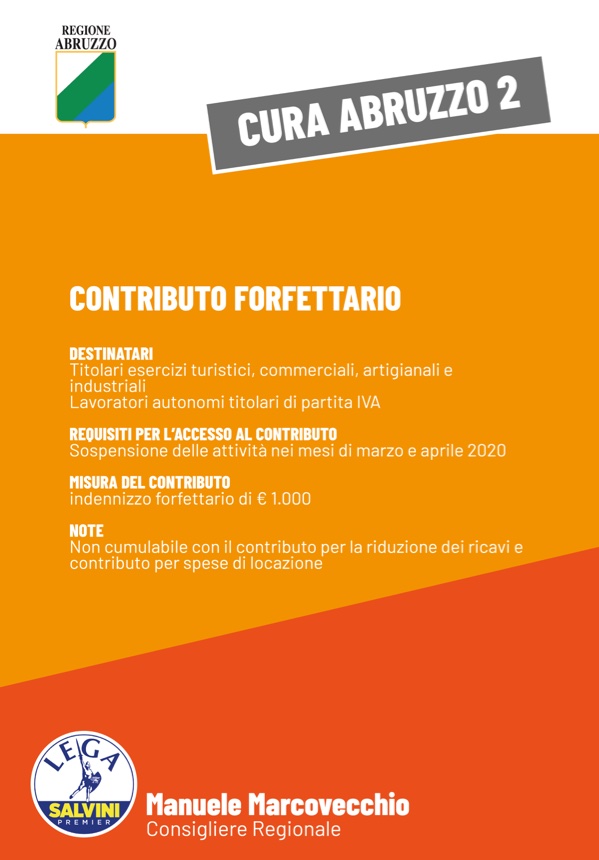 REGIONE
ABRUZZO
CURA ABRUZZO 2
CONTRIBUTO FORFETTARIO
DESTINATARI
Titolari esercizi turistici, commerciali, artigianali e
industriali
Lavoratori autonomi titolari di partita IVA
REQUISITI PER L'ACCESSO AL CONTRIBUTO
Sospensione delle attività nei mesi di marzo e aprile 2020
MISURA DEL CONTRIBUTO
indennizzo forfettario di € 1.000
NOTE
Non cumulabile con il contributo per la riduzione dei ricavi e
contributo per spese di locazione
LEGA
SALVINI
PREMIER
Manuele Marcovecchio
Consigliere Regionale